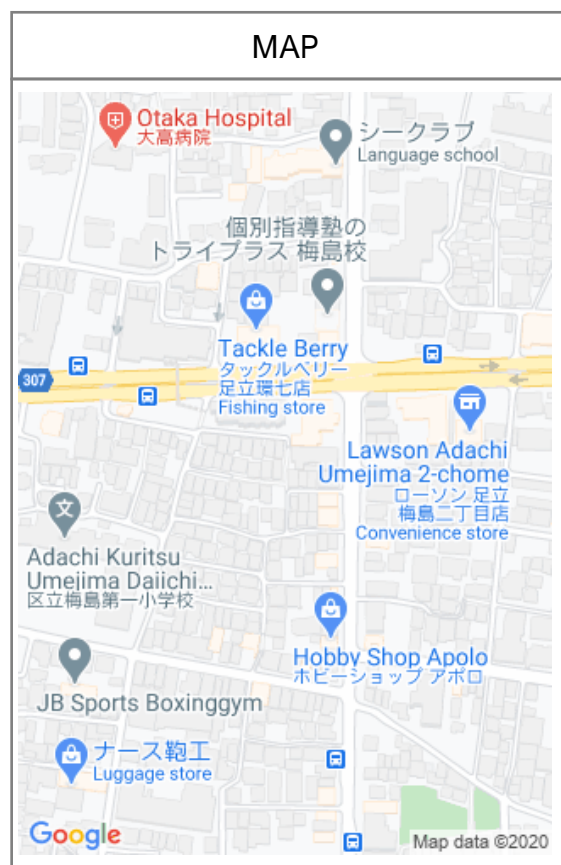 MAP
Otaka Hospital
大高病院
シークラブ
Language school
個別指導塾の
トライプラス 梅島校
Tackle Berry
タックルベリー
足立環七店
Fishing store
307
Lawson Adachi
Umejima 2-chome
ローソン 足立
梅島二丁目店
Convenience store
文
Adachi Kuritsu
Umejima Daiichi...
区立梅島第一小学校
Hobby Shop Apolo
ホビーショップ アポロ
JB Sports Boxinggym
ナース鞄工
Luggage store
Google
Map data ©2020